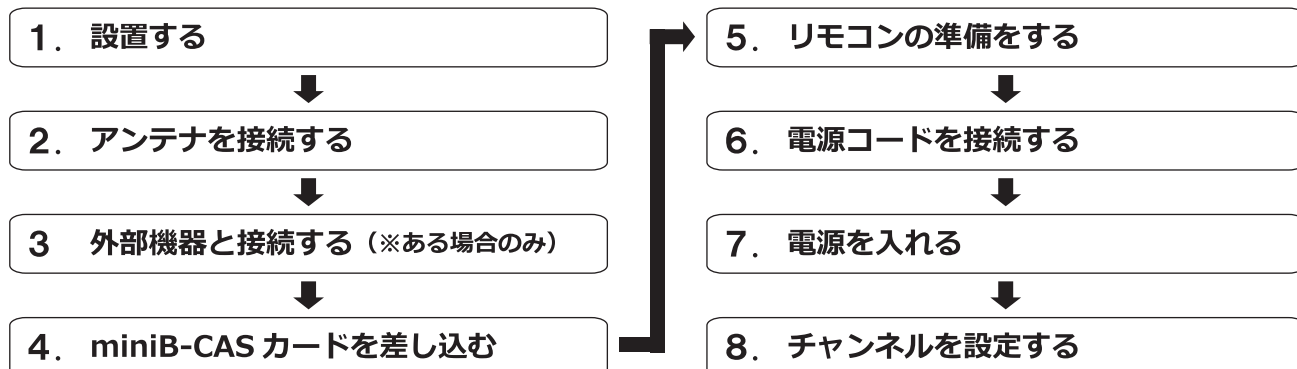 1. 設置する
2. アンテナを接続する
3 外部機器と接続する(※ある場合のみ)
4. miniB-CAS カードを差し込む
5. リモコンの準備をする
6. 電源コードを接続する
7. 電源を入れる
8. チャンネルを設定する